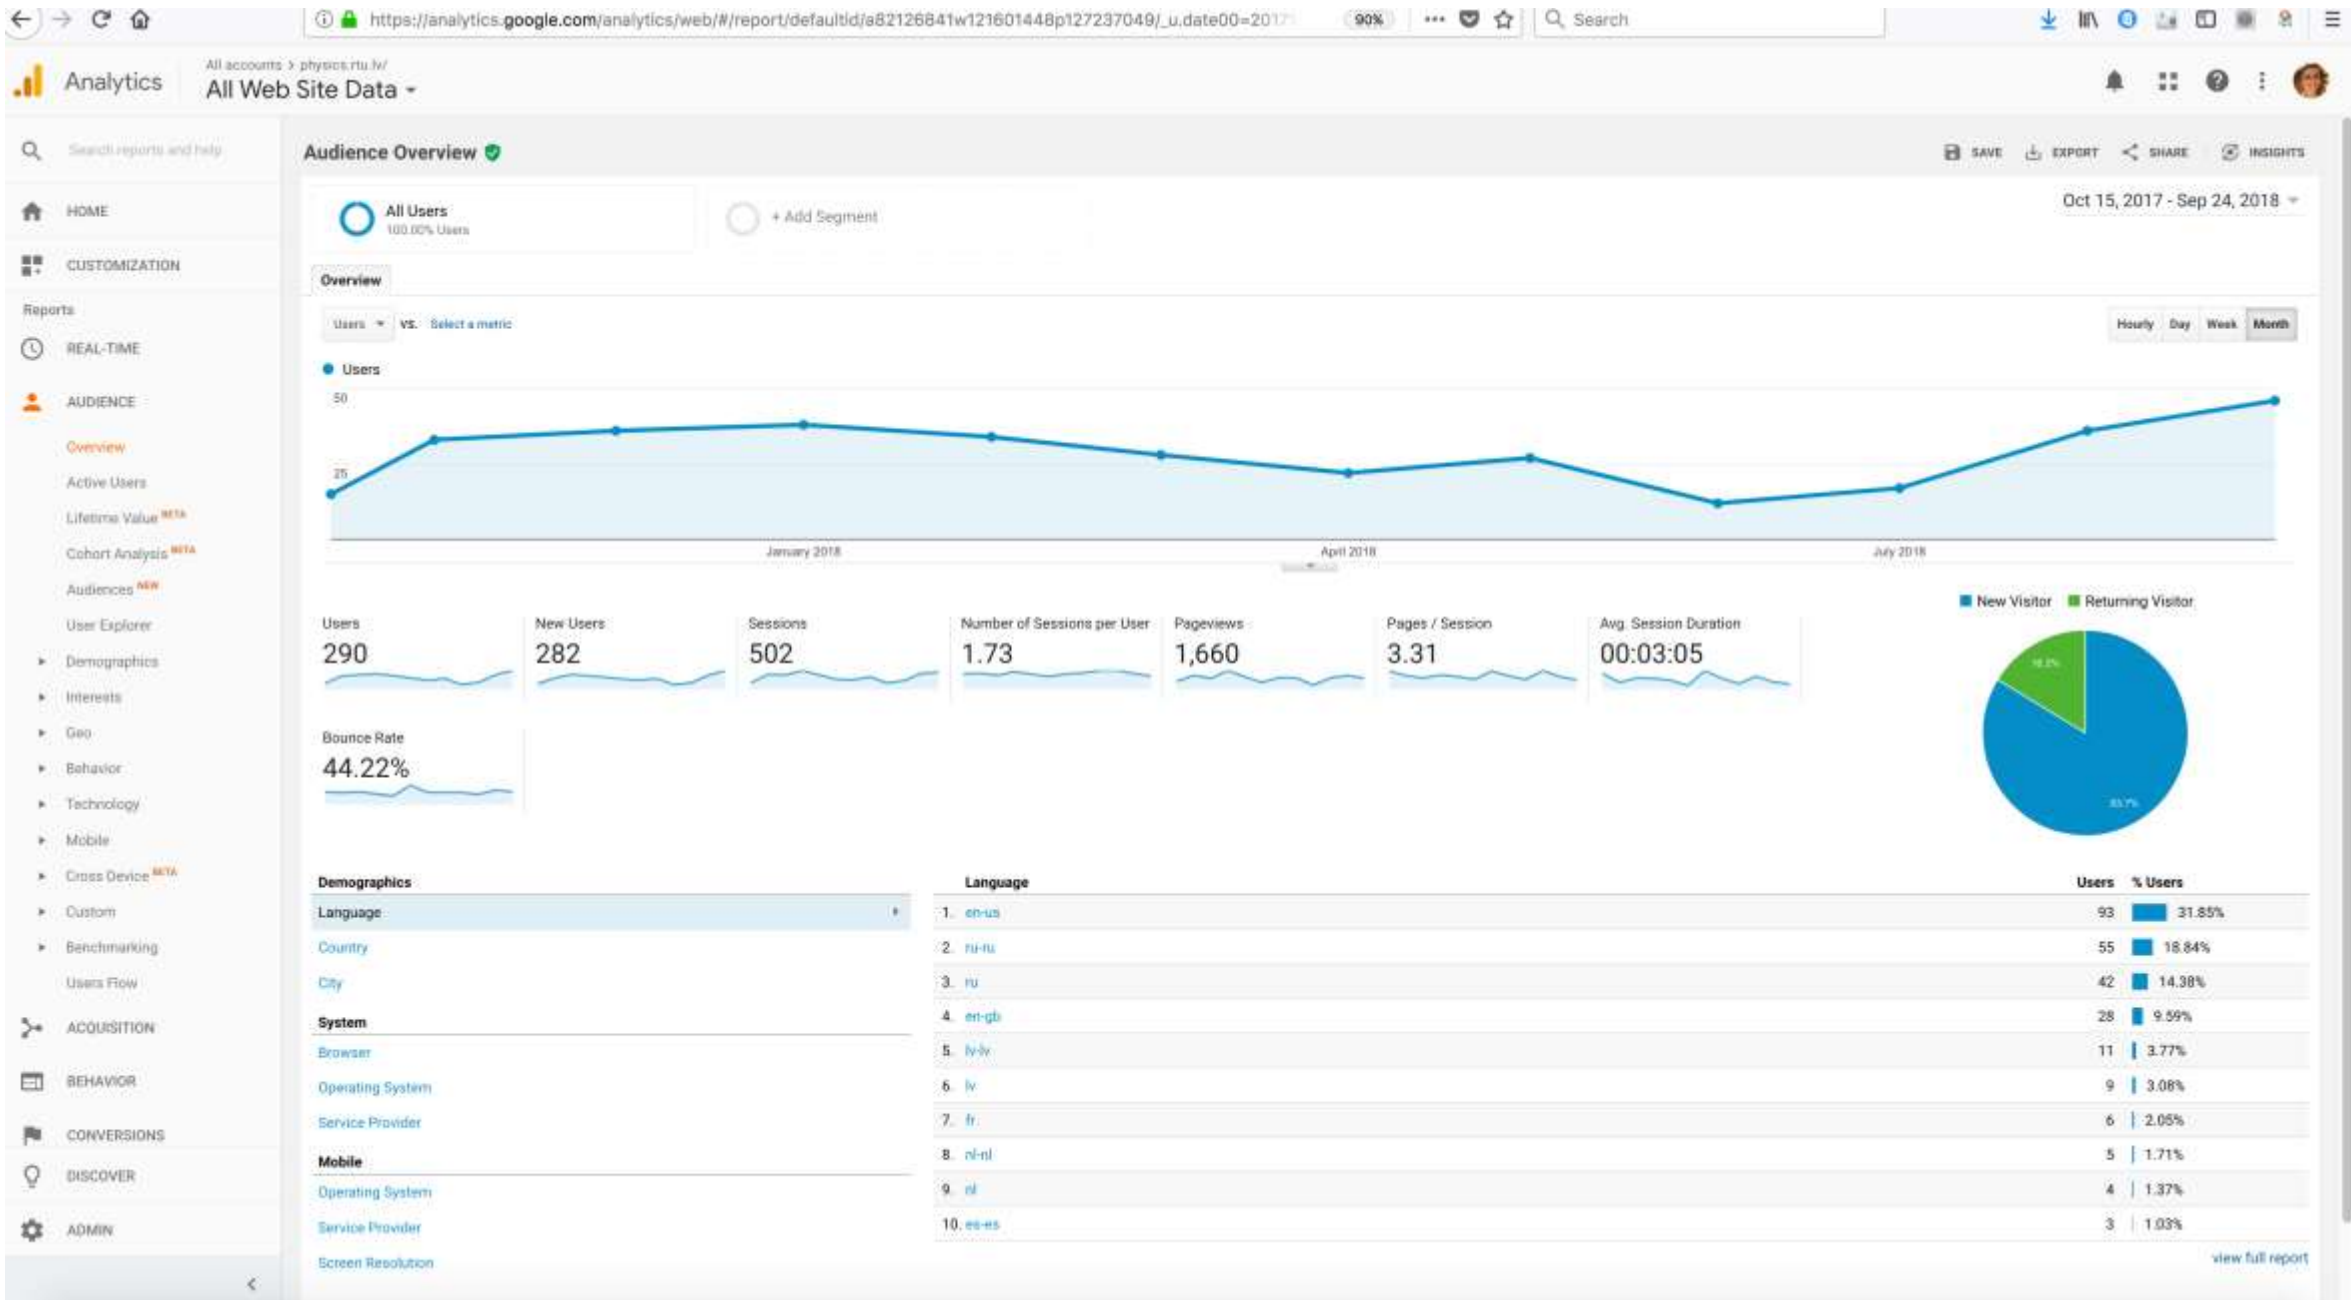 https://analytics.google.com/analytics/web/#/report/defaultid/a82126841w121601448p127237049/_u.date00=2017
90%
Search
Analytics
All accounts > physics.rtu.lv/
All Web Site Data
Search reports and help
HOME
CUSTOMIZATION
Reports
REAL-TIME
AUDIENCE
Overview
Active Users
Lifetime Value BETA
Cohort Analysis BETA
Audiences NEW
User Explorer
Demographics
Interests
Geo
Behavior
Technology
Mobile
Cross Device BETA
Custom
Benchmarking
Users Flow
ACQUISITION
BEHAVIOR
CONVERSIONS
DISCOVER
ADMIN
Audience Overview
SAVE EXPORT SHARE INSIGHTS
All Users
100.00% Users
+ Add Segment
Oct 15, 2017 - Sep 24, 2018
Overview
Users VS. Select a metric
Hourly Day Week Month
Users
50
25
January 2018 April 2018 July 2018
New Visitor Returning Visitor
Users
290
New Users
282
Sessions
502
Number of Sessions per User
1.73
Pageviews
1,660
Pages / Session
3.31
Avg. Session Duration
00:03:05
Bounce Rate
44.22%
83.7%
Demographics
Language
Country
City
System
Browser
Operating System
Service Provider
Mobile
Operating System
Service Provider
Screen Resolution
Language Users % Users
1. en-us 93 31.85%
2. ru-ru 55 18.84%
3. ru 42 14.38%
4. en-gb 28 9.59%
5. lv-lv 11 3.77%
6. lv 9 3.08%
7. fr 6 2.05%
8. nl-nl 5 1.71%
9. nl 4 1.37%
10. es-es 3 1.03%
view full report